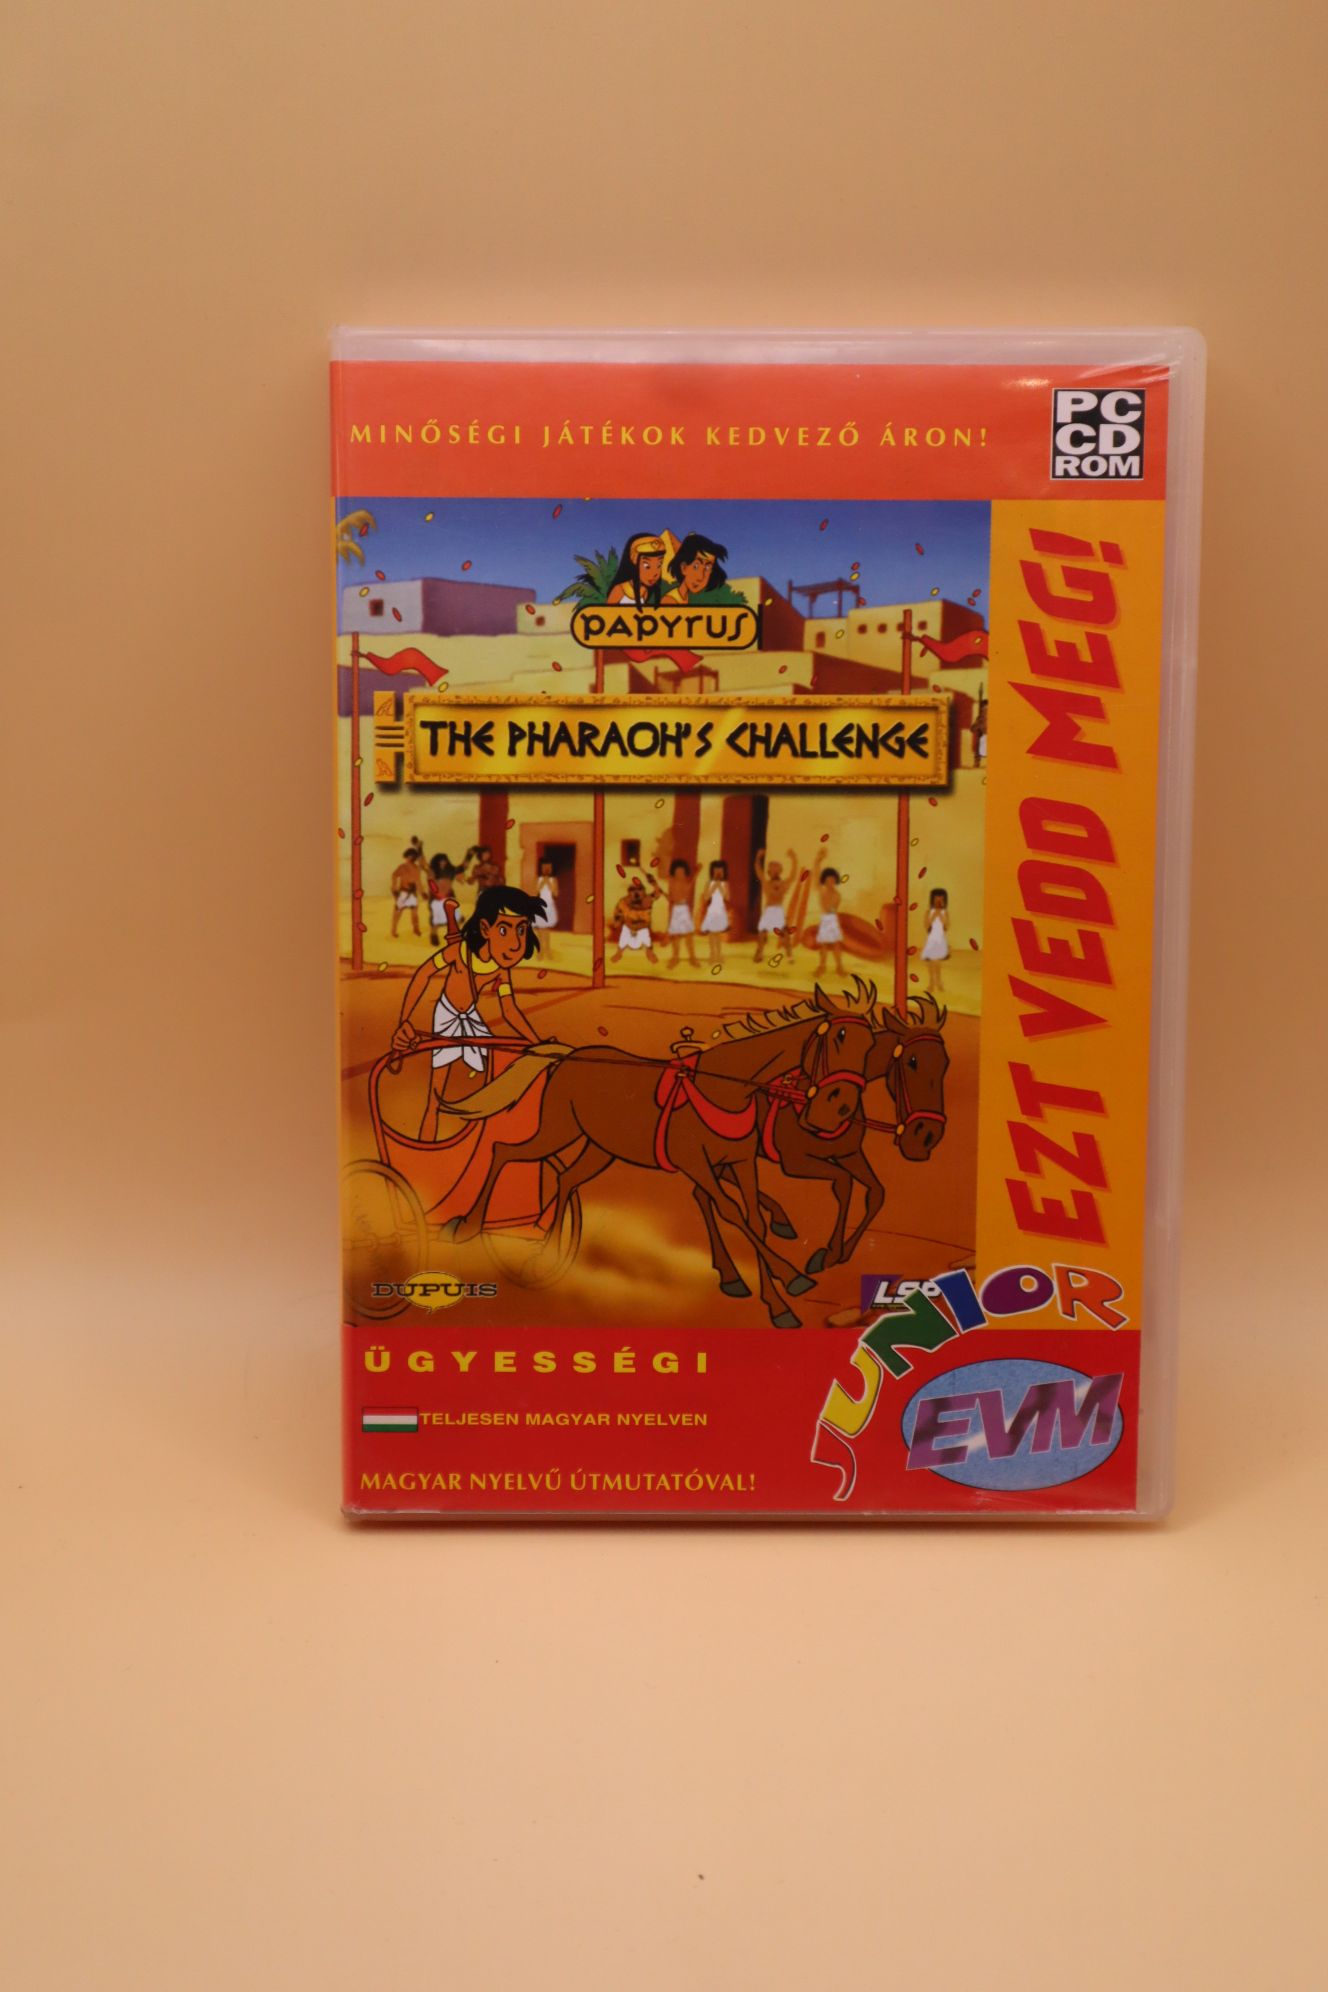 MINŐSÉGI JÁTÉKOK KEDVEZŐ ÁRON!
PC
CD
ROM
PAPYRUS
THE PHARAOH'S CHALLENGE
EZT VEDD MEG!
DUPUIS
JUNIOR
EVM
ÜGYESSÉGI
TELJESEN MAGYAR NYELVEN
MAGYAR NYELVŰ ÚTMUTATÓVAL!